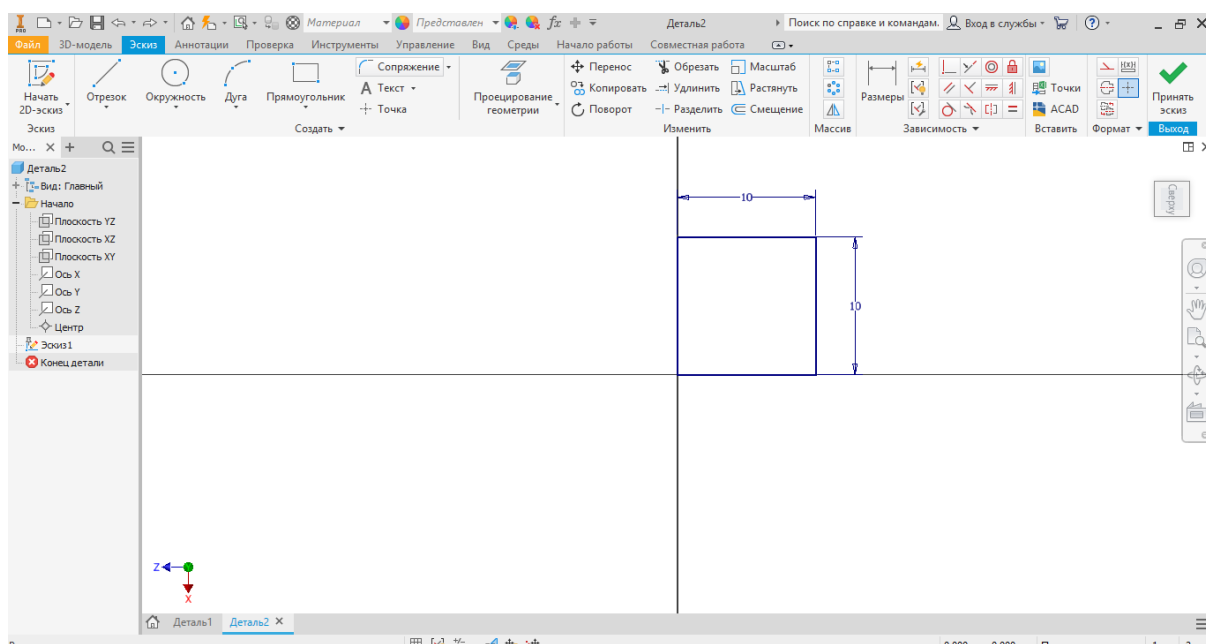 PRO Материал Представлен fx Деталь2 Поиск по справке и командам. Вход в службы
Файл 3D-модель Эскиз Аннотации Проверка Инструменты Управление Вид Среды Начало работы Совместная работа
Начать 2D-эскиз
Отрезок
Окружность
Дуга
Прямоугольник
Сопряжение
Текст
Точка
Проецирование геометрии
Перенос
Копировать
Поворот
Обрезать
Удлинить
Разделить
Масштаб
Растянуть
Смещение
Размеры
Точки
ACAD
Принять эскиз
Эскиз Создать Изменить Массив Зависимость Вставить Формат Выход
Мо...
Деталь2
Вид: Главный
Начало
Плоскость YZ
Плоскость XZ
Плоскость XY
Ось X
Ось Y
Ось Z
Центр
Эскиз1
Конец детали
10
10
Сверху
Z
X
Деталь1 Деталь2